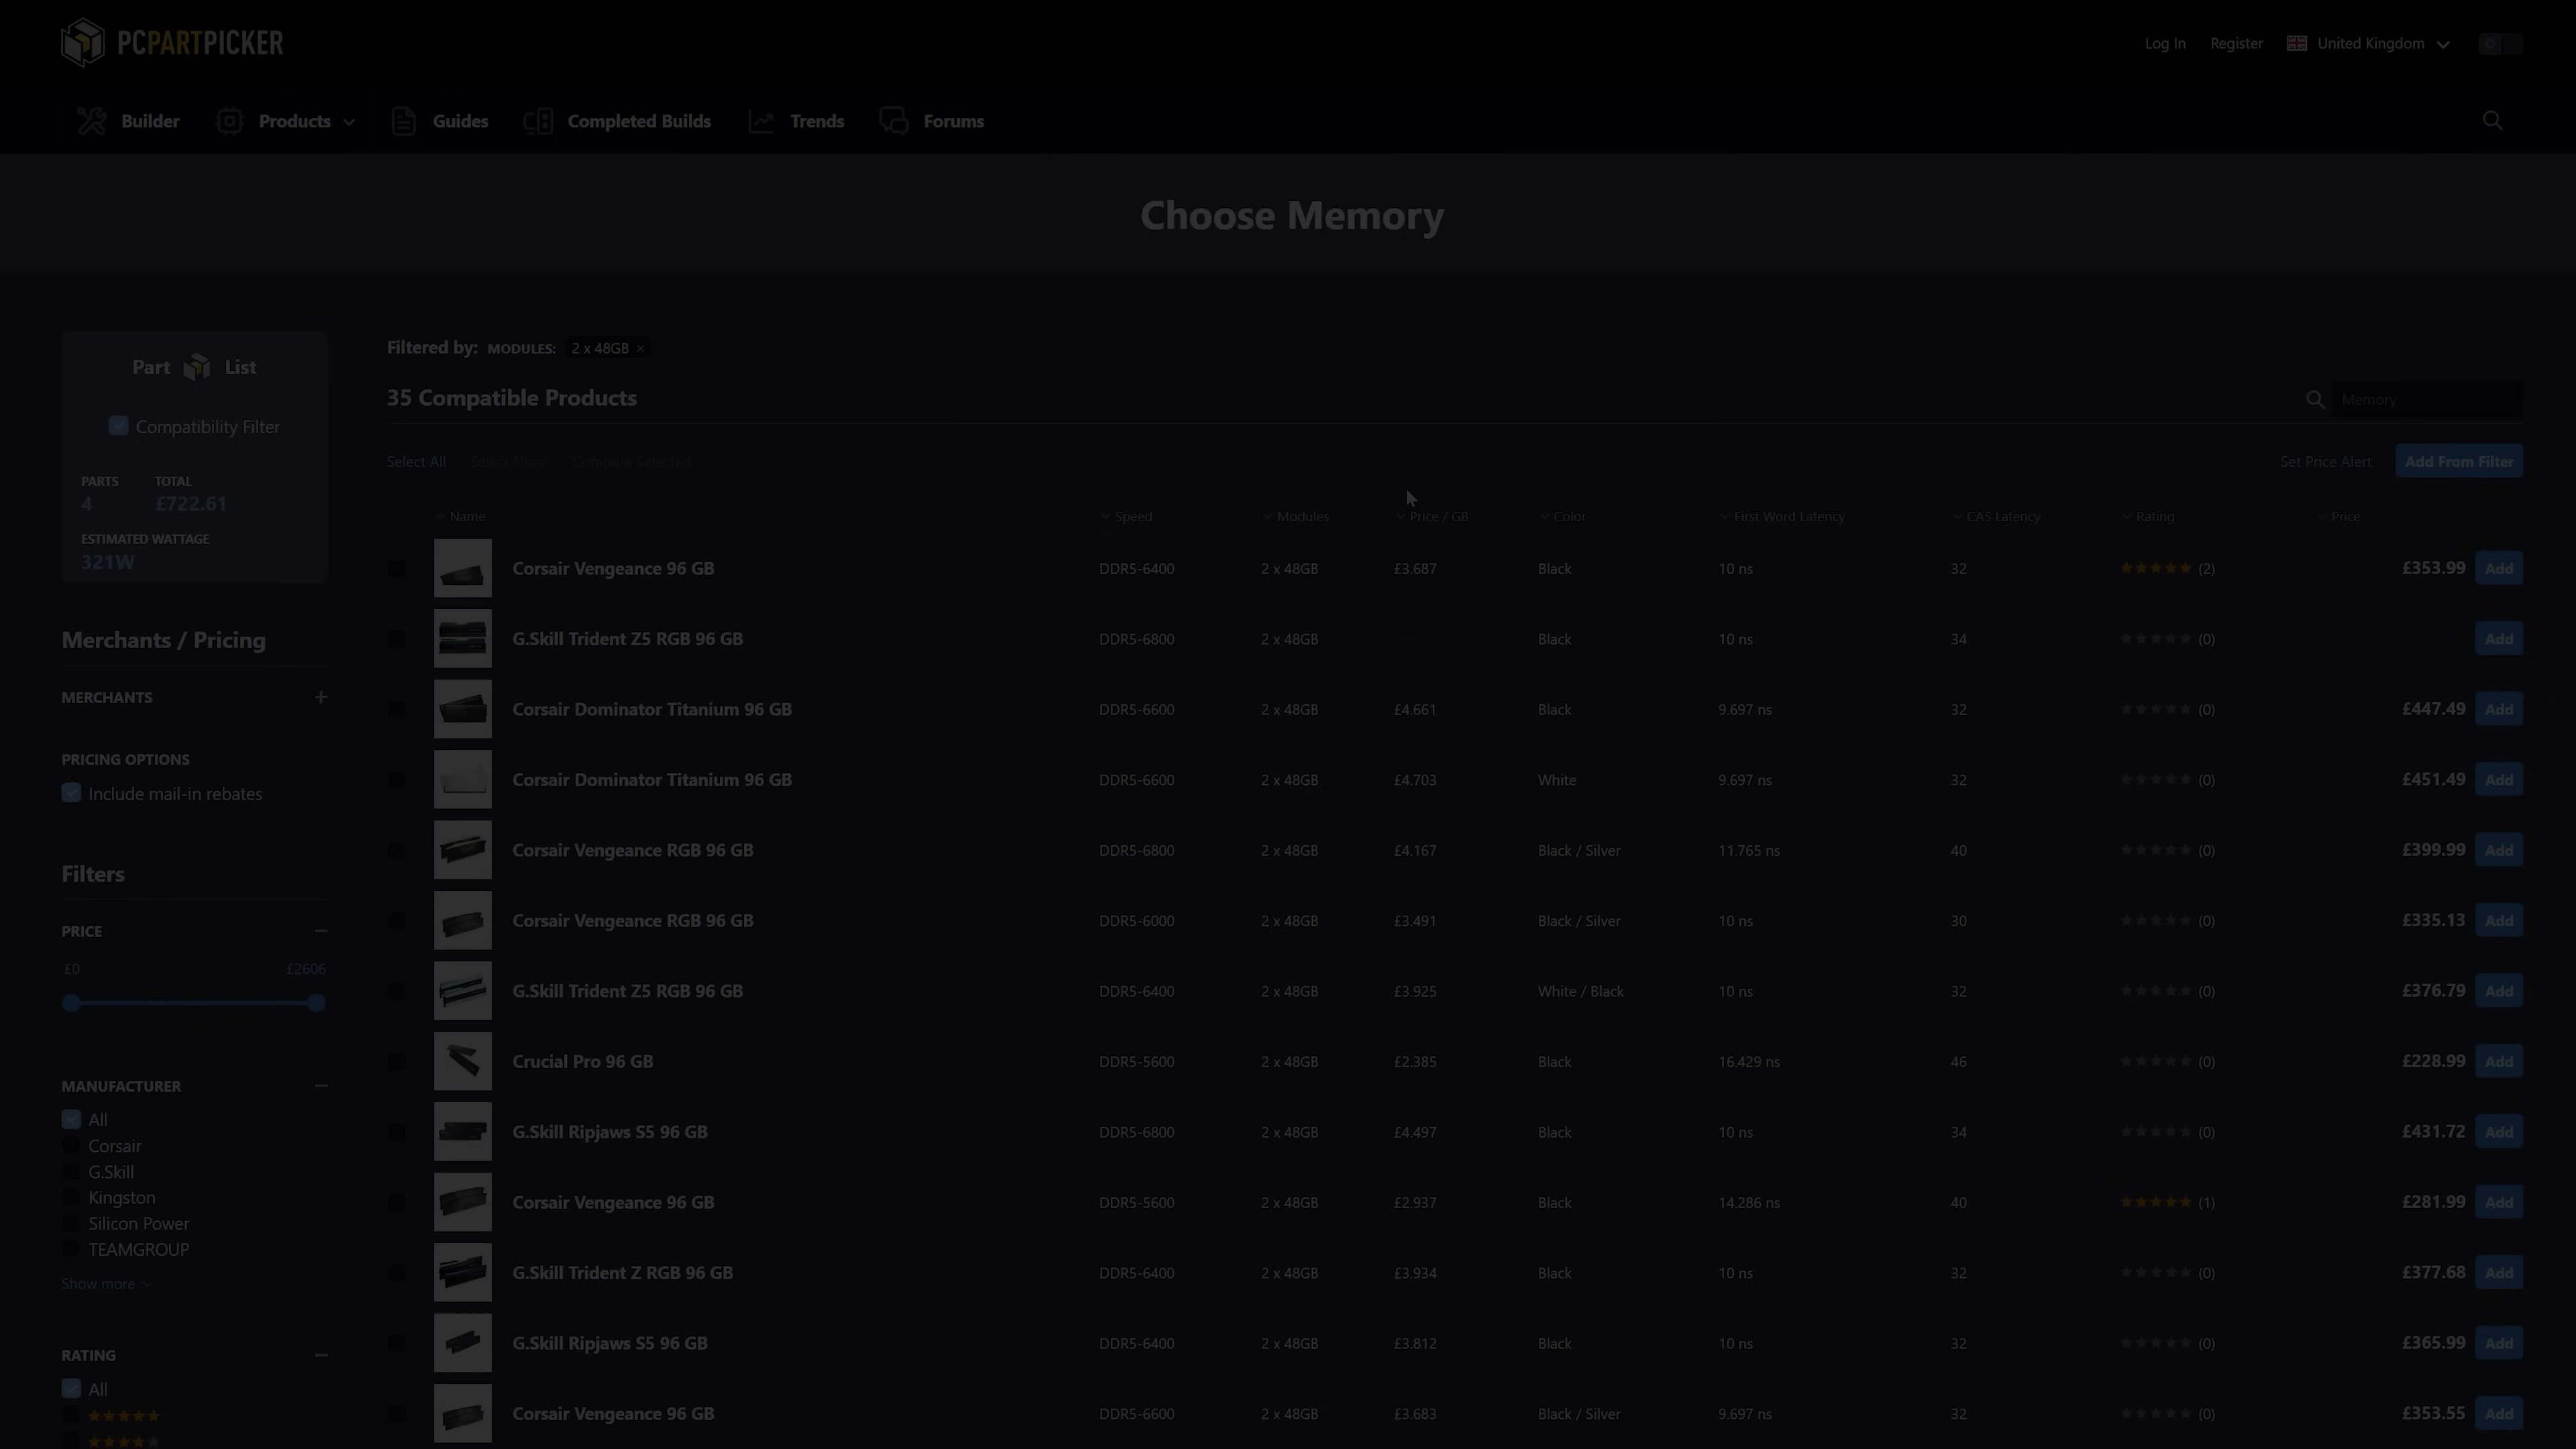 PCPARTPICKER
Log In Register United Kingdom
Builder Products Guides Completed Builds Trends Forums
Choose Memory
Part List
Compatibility Filter
PARTS TOTAL
4 £722.61
ESTIMATED WATTAGE
321W
Merchants / Pricing
MERCHANTS
PRICING OPTIONS
Include mail-in rebates
Filters
PRICE
£0 £2606
MANUFACTURER
All
Corsair
G.Skill
Kingston
Silicon Power
TEAMGROUP
Show more
RATING
All
Filtered by: MODULES: 2 x 48GB ×
35 Compatible Products
Memory
Select All Select None Compare Selected Set Price Alert Add From Filter
Name Speed Modules Price / GB Color First Word Latency CAS Latency Rating Price
Corsair Vengeance 96 GB DDR5-6400 2 x 48GB £3.687 Black 10 ns 32 (2) £353.99 Add
G.Skill Trident Z5 RGB 96 GB DDR5-6800 2 x 48GB Black 10 ns 34 (0) Add
Corsair Dominator Titanium 96 GB DDR5-6600 2 x 48GB £4.661 Black 9.697 ns 32 (0) £447.49 Add
Corsair Dominator Titanium 96 GB DDR5-6600 2 x 48GB £4.703 White 9.697 ns 32 (0) £451.49 Add
Corsair Vengeance RGB 96 GB DDR5-6800 2 x 48GB £4.167 Black / Silver 11.765 ns 40 (0) £399.99 Add
Corsair Vengeance RGB 96 GB DDR5-6000 2 x 48GB £3.491 Black / Silver 10 ns 30 (0) £335.13 Add
G.Skill Trident Z5 RGB 96 GB DDR5-6400 2 x 48GB £3.925 White / Black 10 ns 32 (0) £376.79 Add
Crucial Pro 96 GB DDR5-5600 2 x 48GB £2.385 Black 16.429 ns 46 (0) £228.99 Add
G.Skill Ripjaws S5 96 GB DDR5-6800 2 x 48GB £4.497 Black 10 ns 34 (0) £431.72 Add
Corsair Vengeance 96 GB DDR5-5600 2 x 48GB £2.937 Black 14.286 ns 40 (1) £281.99 Add
G.Skill Trident Z RGB 96 GB DDR5-6400 2 x 48GB £3.934 Black 10 ns 32 (0) £377.68 Add
G.Skill Ripjaws S5 96 GB DDR5-6400 2 x 48GB £3.812 Black 10 ns 32 (0) £365.99 Add
Corsair Vengeance 96 GB DDR5-6600 2 x 48GB £3.683 Black / Silver 9.697 ns 32 (0) £353.55 Add